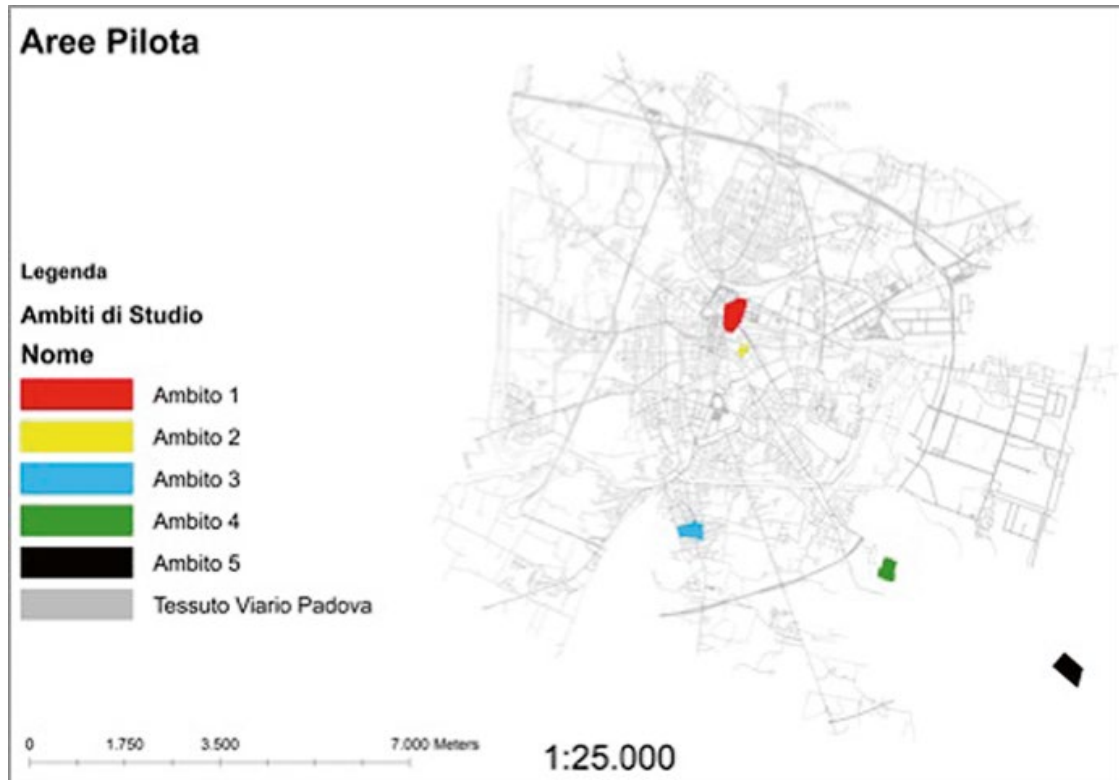 Aree Pilota
Legenda
Ambiti di Studio
Nome
Ambito 1
Ambito 2
Ambito 3
Ambito 4
Ambito 5
Tessuto Viario Padova
0 1.750 3.500 7.000 Meters
1:25.000